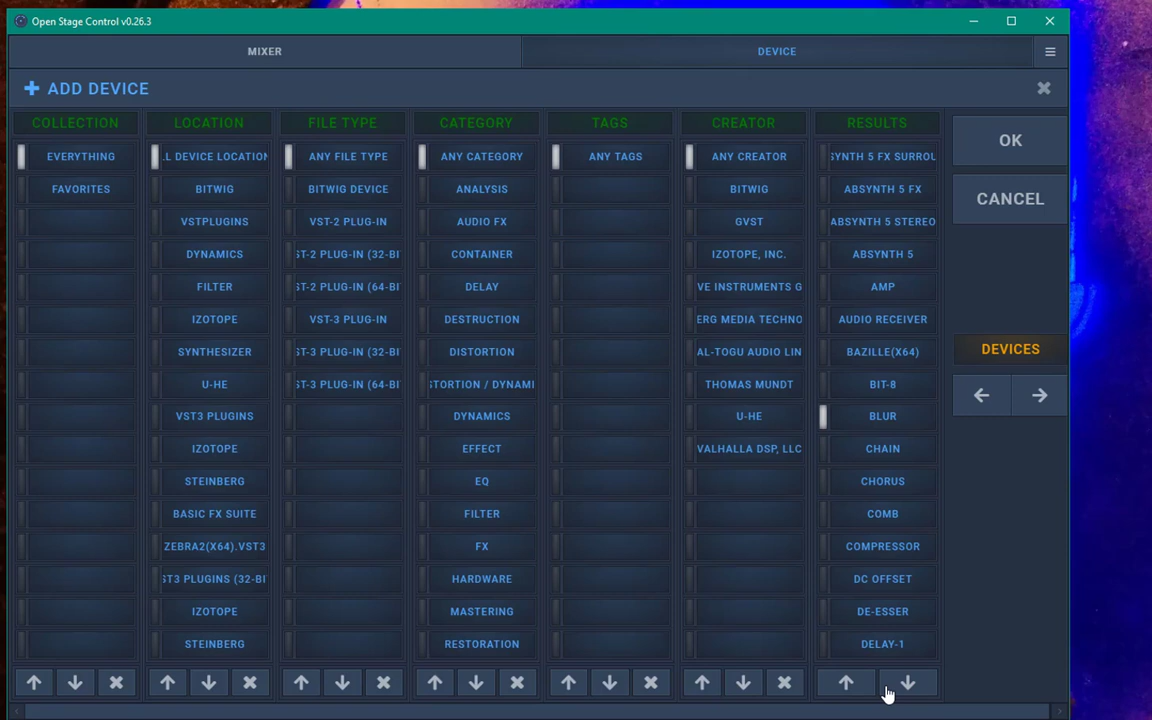 Open Stage Control v0.26.3
MIXER
DEVICE
ADD DEVICE
COLLECTION
EVERYTHING
FAVORITES
LOCATION
.L DEVICE LOCATION
BITWIG
VSTPLUGINS
DYNAMICS
FILTER
IZOTOPE
SYNTHESIZER
U-HE
VST3 PLUGINS
IZOTOPE
STEINBERG
BASIC FX SUITE
ZEBRA2(X64).VST3
ST3 PLUGINS (32-BI
IZOTOPE
STEINBERG
FILE TYPE
ANY FILE TYPE
BITWIG DEVICE
VST-2 PLUG-IN
ST-2 PLUG-IN (32-BI
ST-2 PLUG-IN (64-BI
VST-3 PLUG-IN
ST-3 PLUG-IN (32-BI
ST-3 PLUG-IN (64-BI
CATEGORY
ANY CATEGORY
ANALYSIS
AUDIO FX
CONTAINER
DELAY
DESTRUCTION
DISTORTION
TORTION / DYNAMI
DYNAMICS
EFFECT
EQ
FILTER
FX
HARDWARE
MASTERING
RESTORATION
TAGS
ANY TAGS
CREATOR
ANY CREATOR
BITWIG
GVST
IZOTOPE, INC.
VE INSTRUMENTS G
ERG MEDIA TECHNO
AL-TOGU AUDIO LIN
THOMAS MUNDT
U-HE
VALHALLA DSP, LLC
RESULTS
SYNTH 5 FX SURROU
ABSYNTH 5 FX
ABSYNTH 5 STEREO
ABSYNTH 5
AMP
AUDIO RECEIVER
BAZILLE(X64)
BIT-8
BLUR
CHAIN
CHORUS
COMB
COMPRESSOR
DC OFFSET
DE-ESSER
DELAY-1
OK
CANCEL
DEVICES